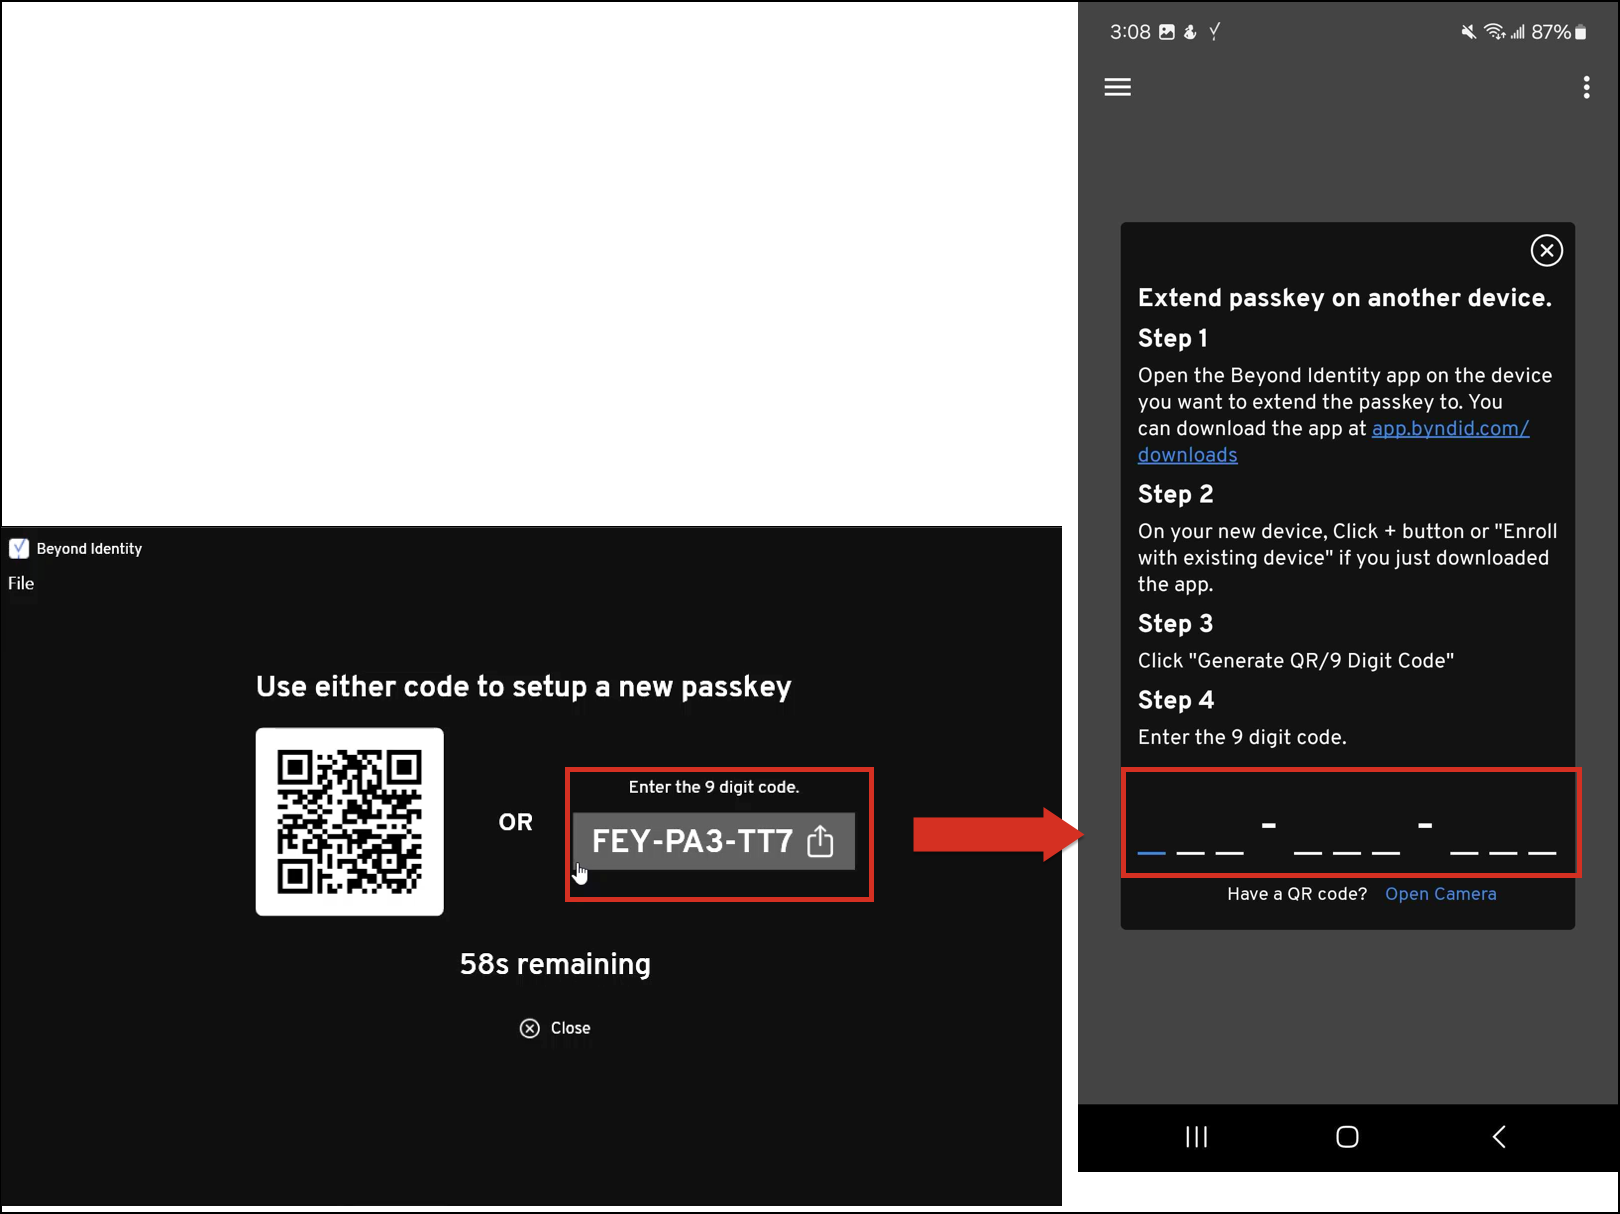 Beyond Identity
File
Use either code to setup a new passkey
OR
Enter the 9 digit code.
FEY-PA3-TT7
58s remaining
Close
3:08
87%
Extend passkey on another device.
Step 1
Open the Beyond Identity app on the device
you want to extend the passkey to. You
can download the app at app.byndid.com/
downloads
Step 2
On your new device, Click + button or "Enroll
with existing device" if you just downloaded
the app.
Step 3
Click "Generate QR/9 Digit Code"
Step 4
Enter the 9 digit code.
- -
Have a QR code? Open Camera